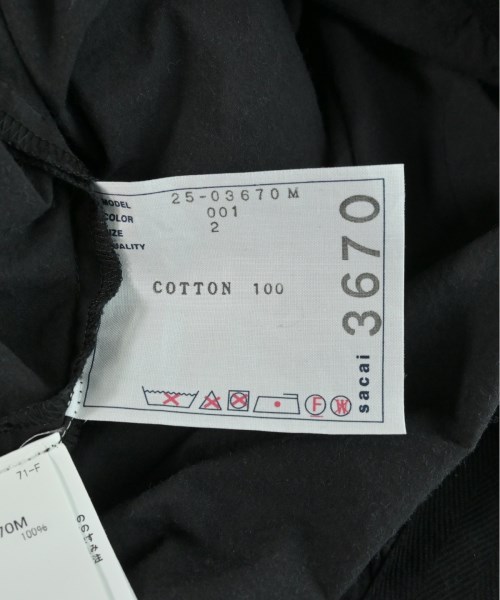 MODEL 25-03670M
COLOR 001
SIZE 2
QUALITY
COTTON 100
3670
sacai
F
W
71-F
70M
100%